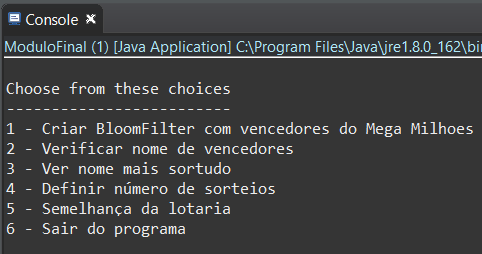 Console
ModuloFinal (1) [Java Application] C:\Program Files\Java\jre1.8.0_162\bin
Choose from these choices
-------------------------
1 - Criar BloomFilter com vencedores do Mega Milhoes
2 - Verificar nome de vencedores
3 - Ver nome mais sortudo
4 - Definir número de sorteios
5 - Semelhança da lotaria
6 - Sair do programa